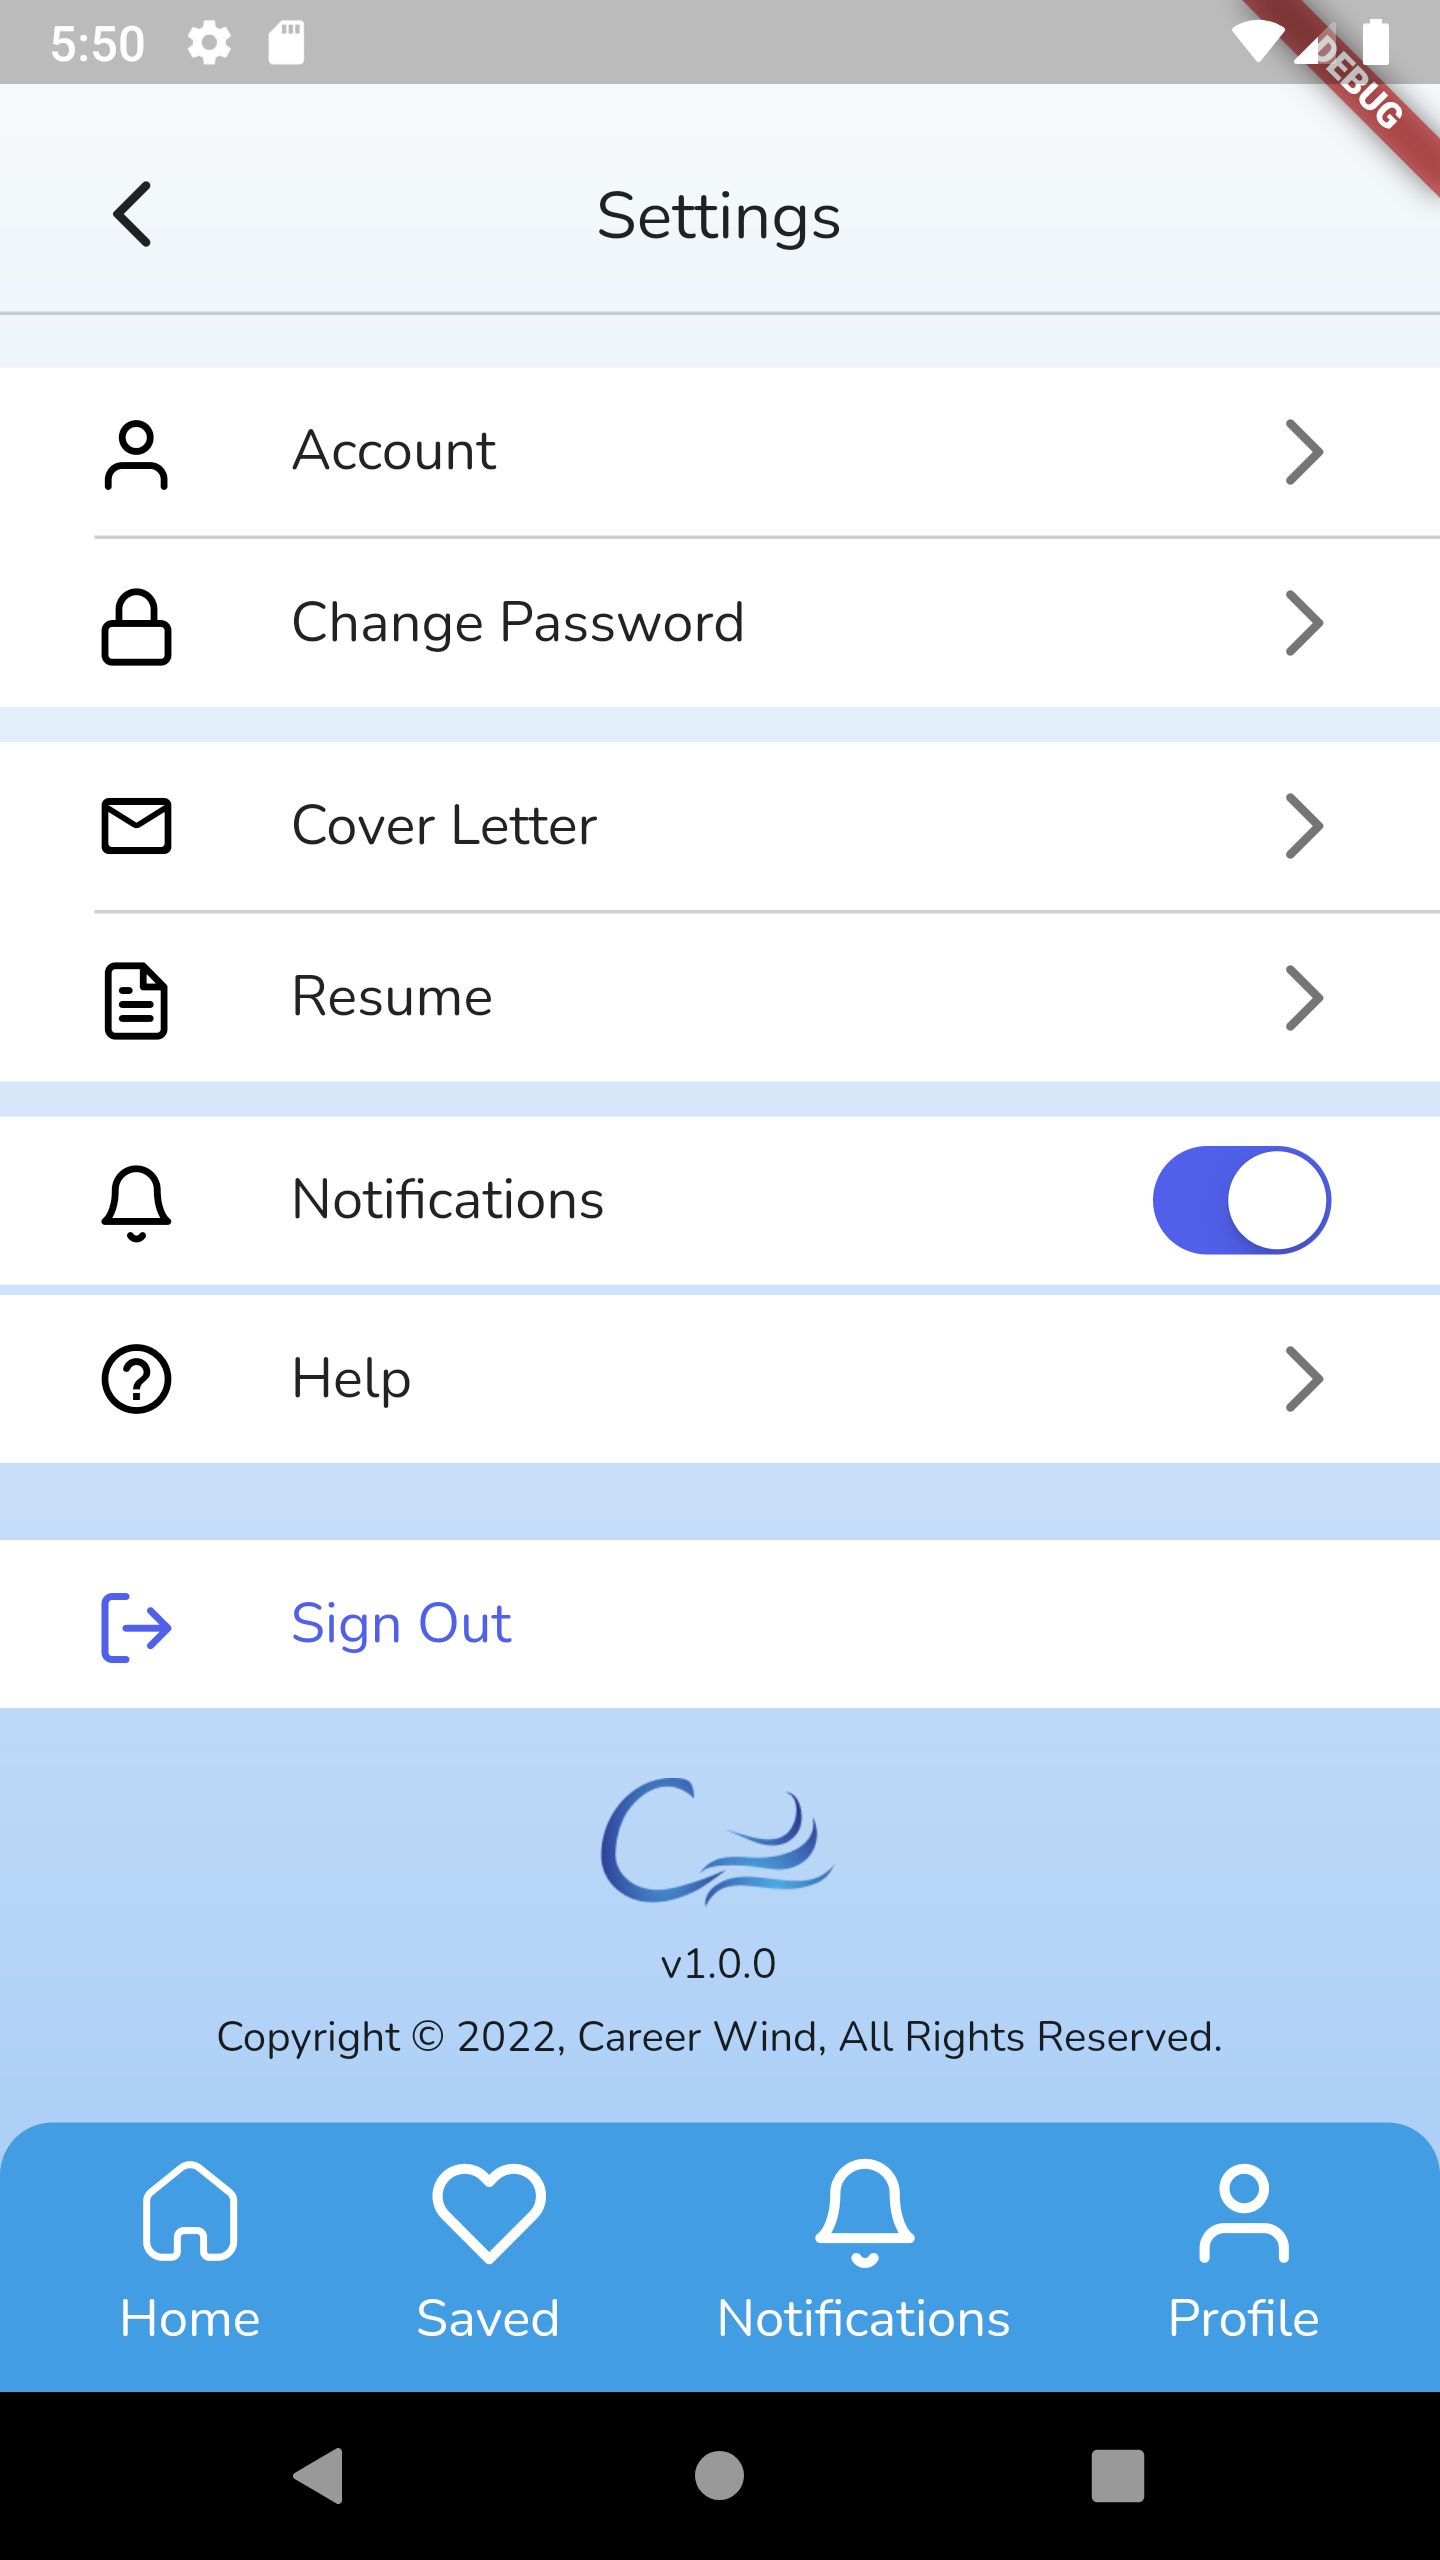 5:50
DEBUG
Settings
Account
Change Password
Cover Letter
Resume
Notifications
Help
Sign Out
v1.0.0
Copyright © 2022, Career Wind, All Rights Reserved.
Home
Saved
Notifications
Profile